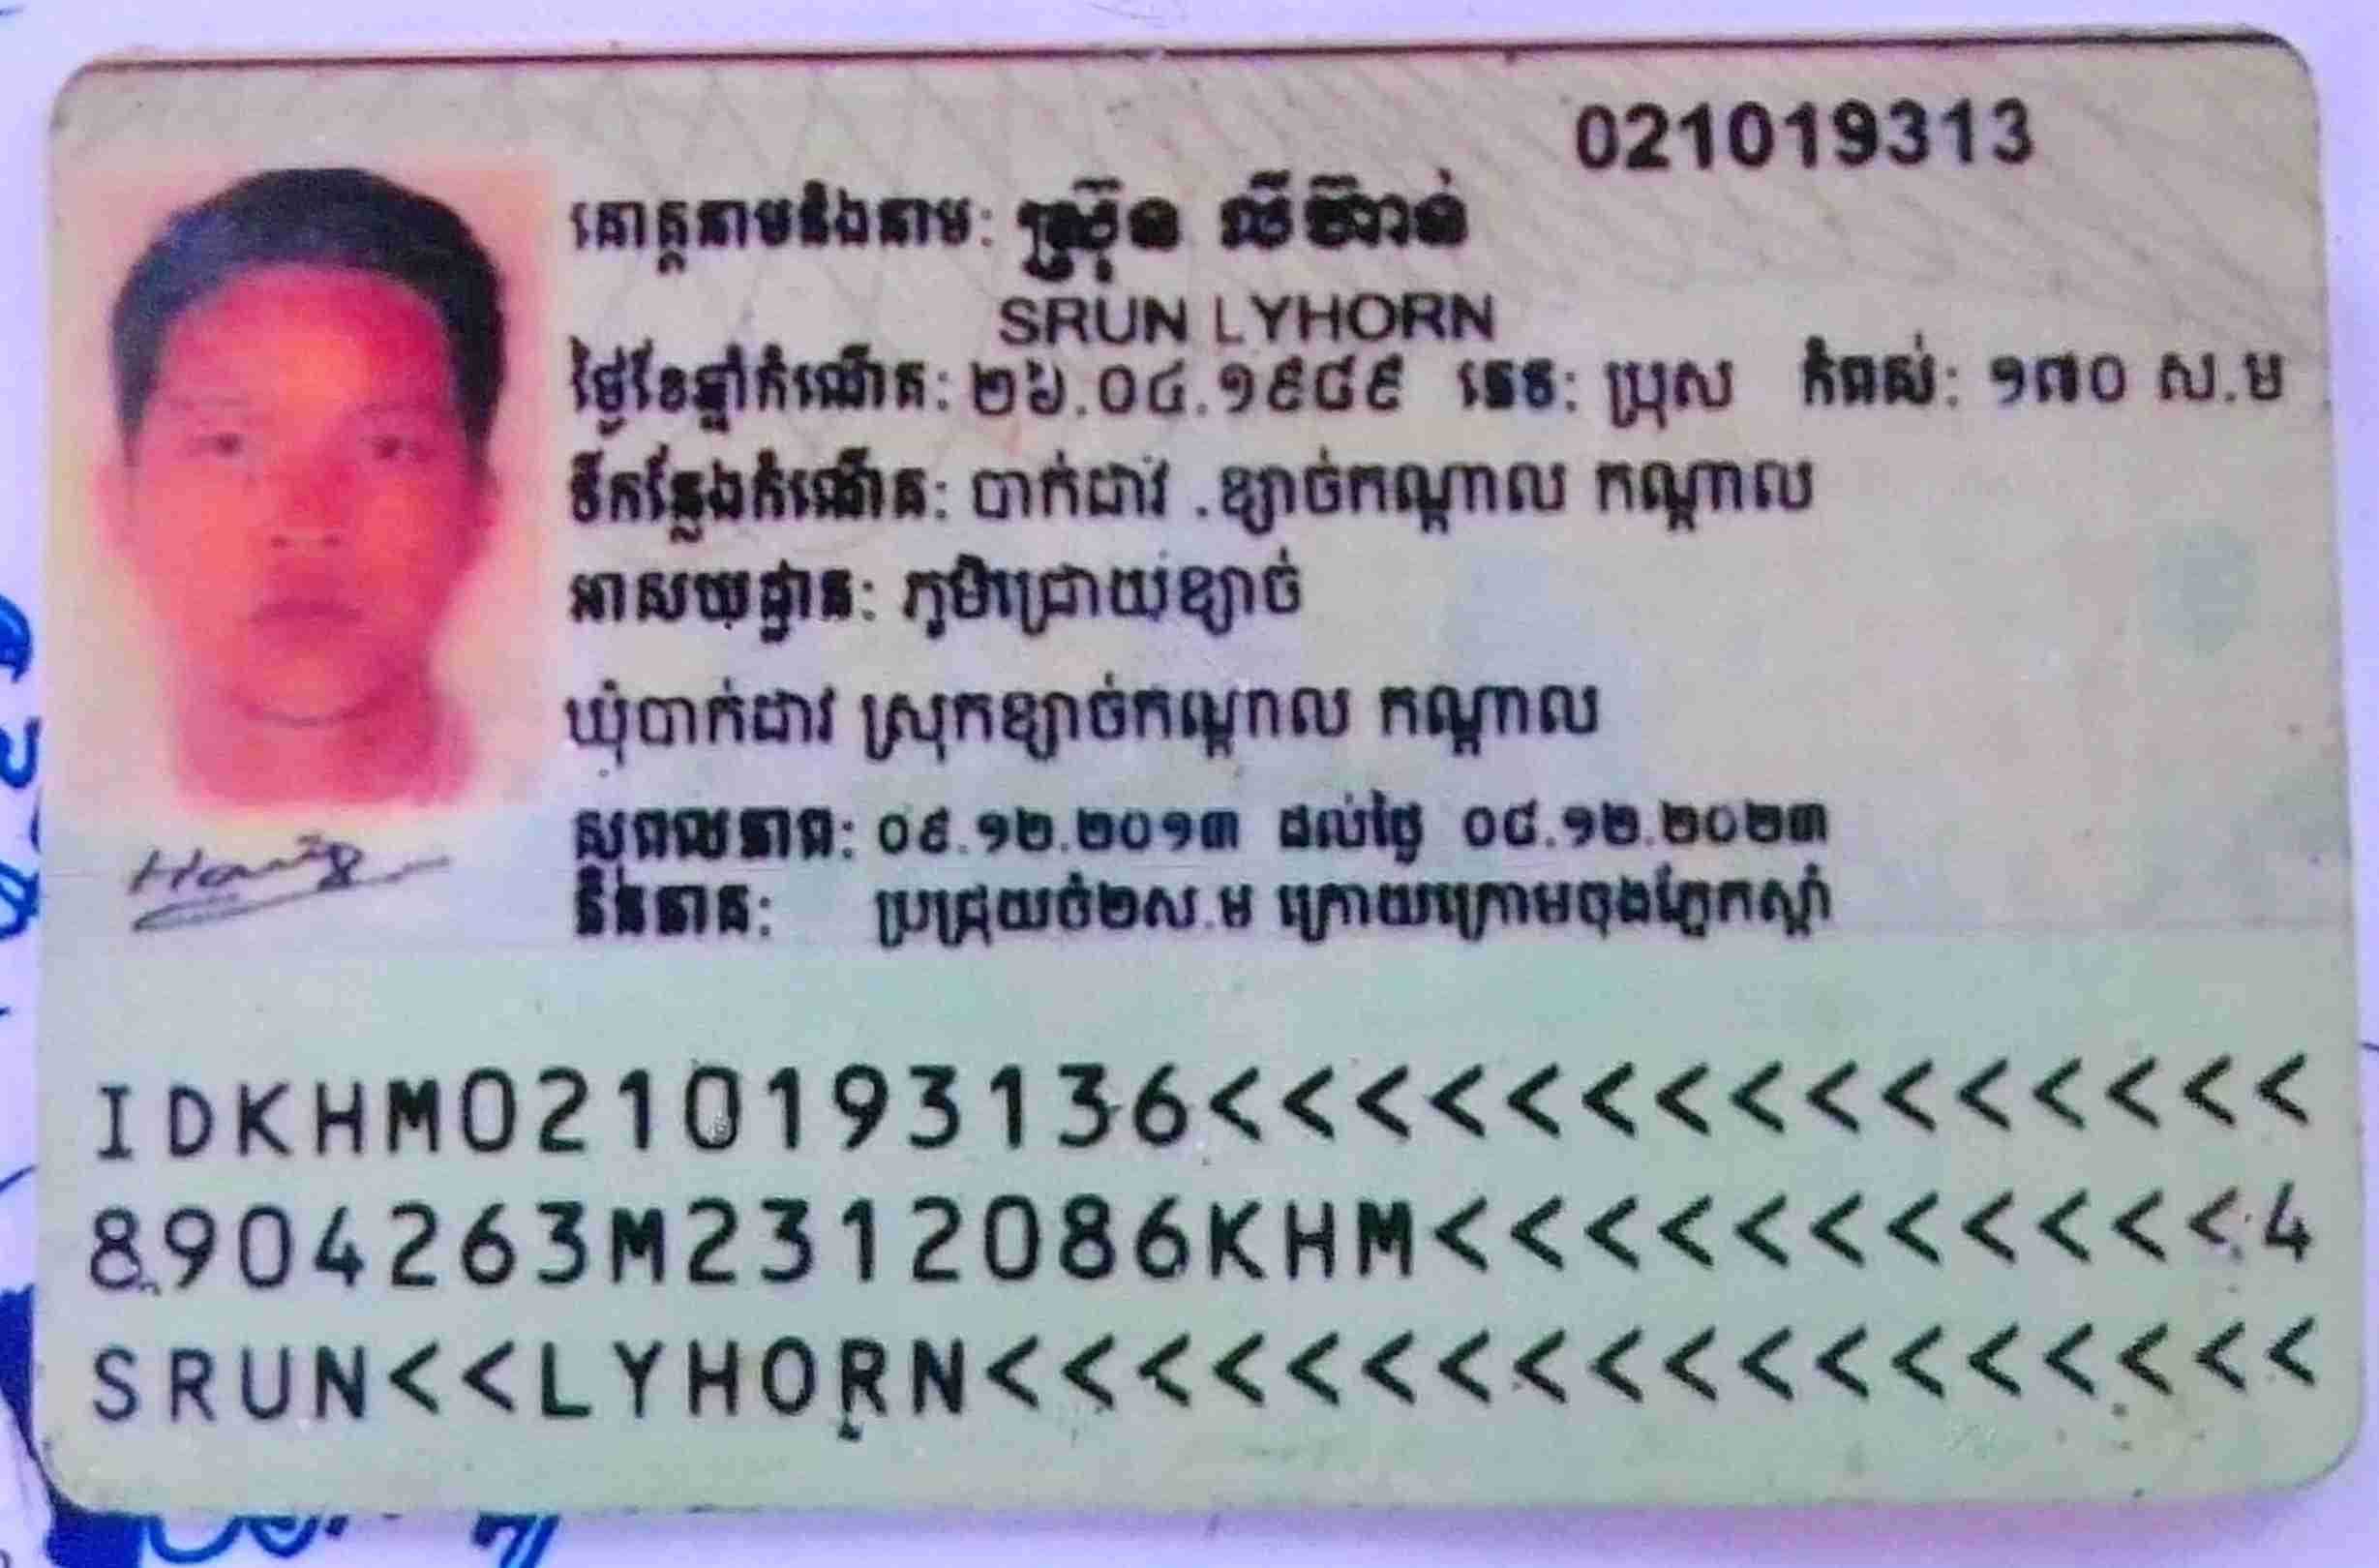 021019313
គោត្តនាមនិងនាម: ស្រ៊ុន លីហ៊ាន់
SRUN LYHORN
ថ្ងៃខែឆ្នាំកំណើត: ២៦.០៤.១៩៨៩ ភេទ: ប្រុស កំពស់: ១៧០ ស.ម
ទីកន្លែងកំណើត: បាក់ដាវ .ខ្សាច់កណ្ដាល កណ្ដាល
អាសយដ្ឋាន: ភូមិជ្រោយខ្សាច់
ឃុំបាក់ដាវ ស្រុកខ្សាច់កណ្ដាល កណ្ដាល
សុពលភាព: ០៩.១២.២០១៣ ដល់ថ្ងៃ ០៨.១២.២០២៣
ភិនភាគ: ប្រជ្រុយចំ២ស.ម ក្រោយក្រោមចុងភ្នែកស្ដាំ
IDKHM0210193136<<<<<<<<<<<<<<<
8904263M2312086KHM<<<<<<<<<<<4
SRUN<<LYHORN<<<<<<<<<<<<<<<<<<